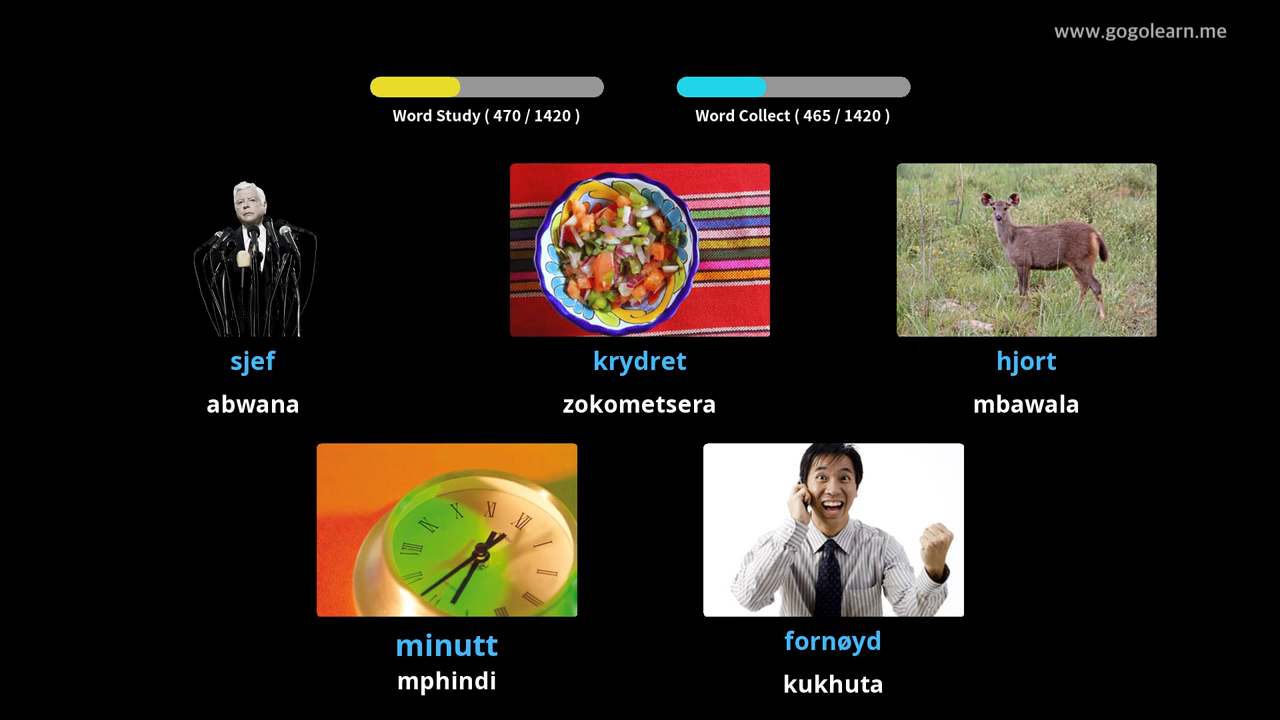 www.gogolearn.me
Word Study ( 470 / 1420 )
Word Collect ( 465 / 1420 )
sjef
abwana
krydret
zokometsera
hjort
mbawala
minutt
mphindi
fornøyd
kukhuta